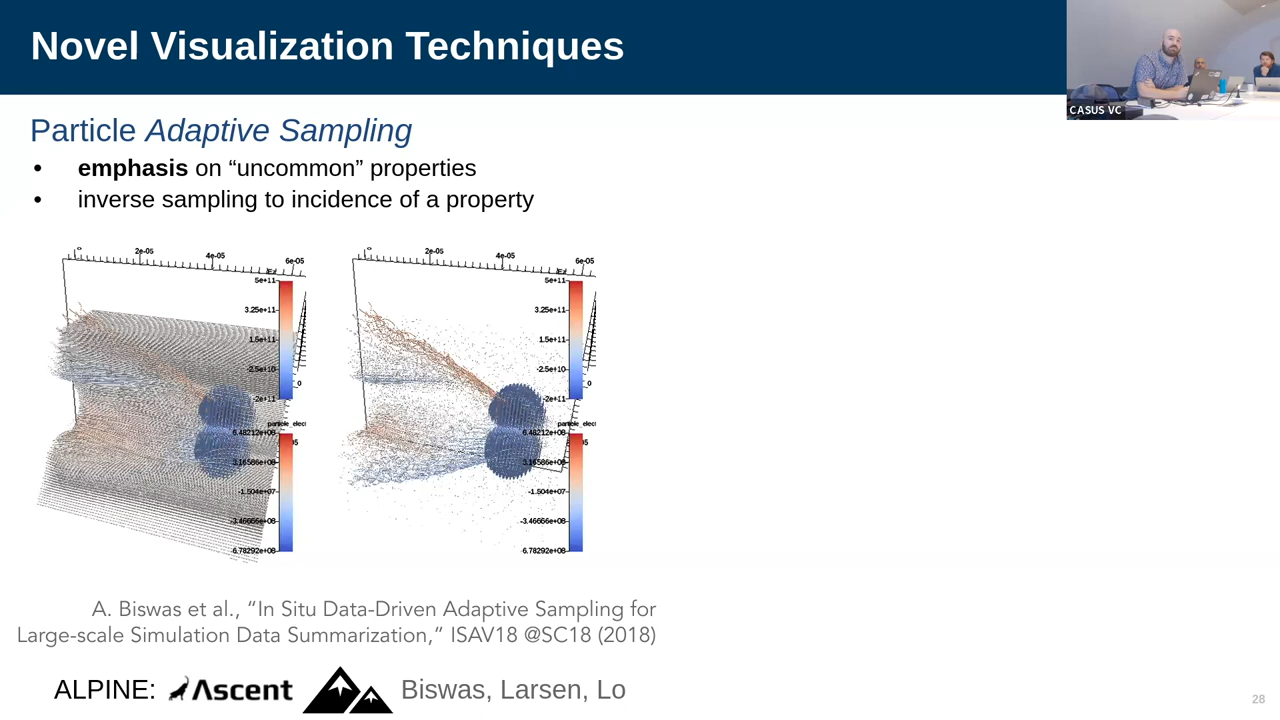 Novel Visualization Techniques
CASUS VC
Particle Adaptive Sampling
• emphasis on “uncommon” properties
• inverse sampling to incidence of a property
0 2e-05 4e-05 6e-05
5e+11
3.25e+11
1.5e+11
-2.5e+10
0
-2e+11
6.48212e+08
3.16586e+08
-1.504e+07
-3.46666e+08
-6.78292e+08
0 2e-05 4e-05 6e-05
5e+11
3.25e+11
1.5e+11
-2.5e+10
0
-2e+11
6.48212e+08
3.16586e+08
-1.504e+07
-3.46666e+08
-6.78292e+08
A. Biswas et al., “In Situ Data-Driven Adaptive Sampling for
Large-scale Simulation Data Summarization,” ISAV18 @SC18 (2018)
ALPINE: Ascent Biswas, Larsen, Lo
28